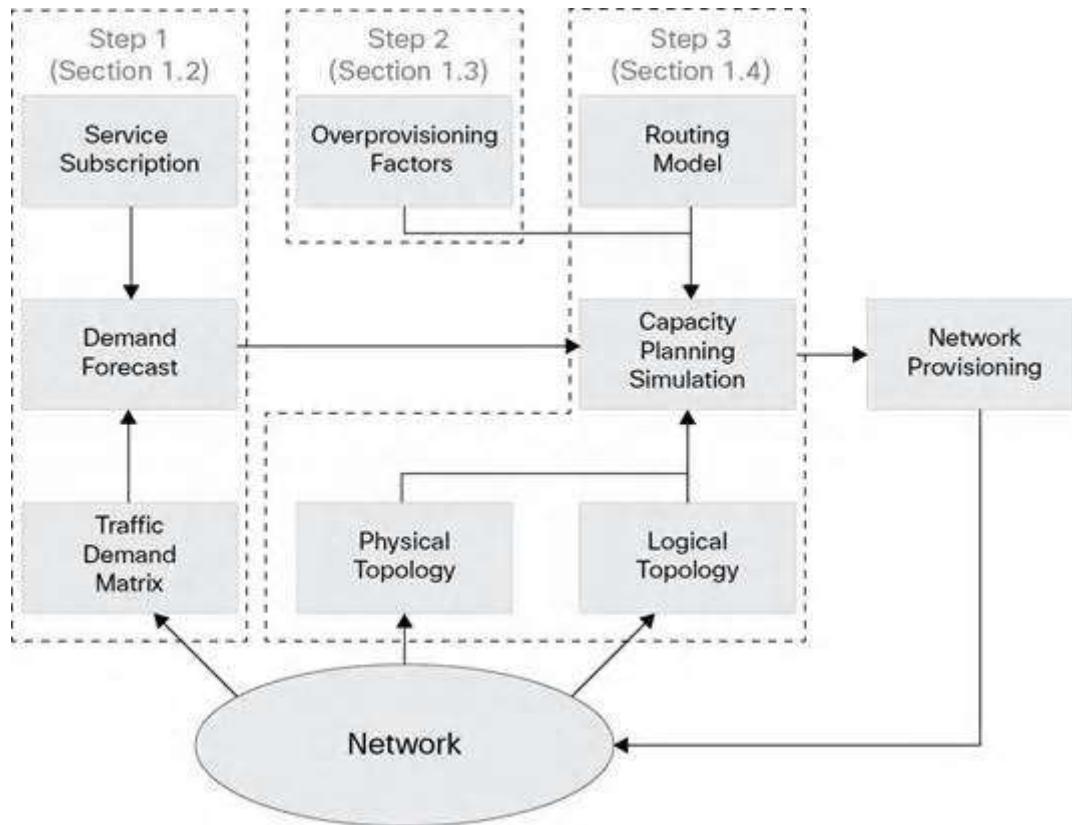 Step 1
(Section 1.2)
Step 2
(Section 1.3)
Step 3
(Section 1.4)
Service
Subscription
Overprovisioning
Factors
Routing
Model
Demand
Forecast
Capacity
Planning
Simulation
Network
Provisioning
Traffic
Demand
Matrix
Physical
Topology
Logical
Topology
Network